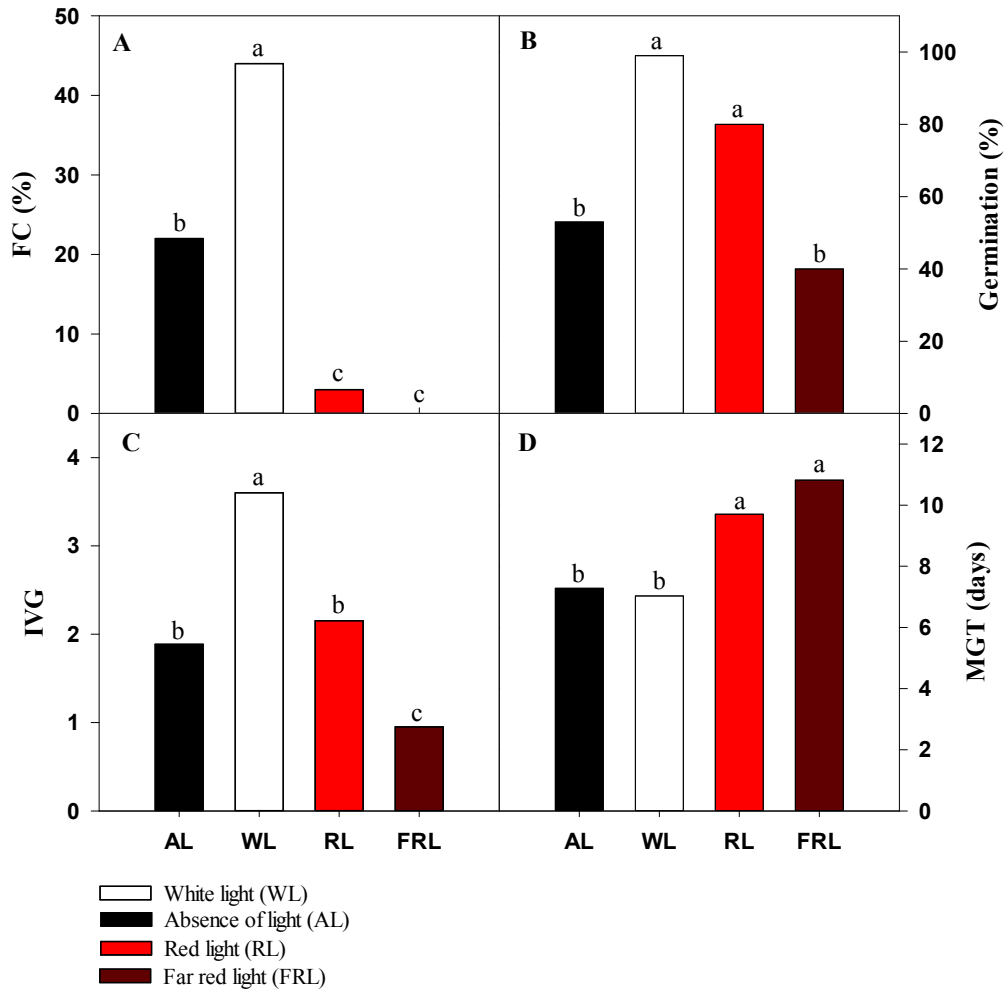 A
50
40
30
20
10
0
FC (%)
b
a
c
c
B
100
80
60
40
20
0
Germination (%)
b
a
a
b
C
4
3
2
1
0
IVG
b
a
b
c
AL WL RL FRL
D
12
10
8
6
4
2
0
MGT (days)
b
b
a
a
AL WL RL FRL
White light (WL)
Absence of light (AL)
Red light (RL)
Far red light (FRL)